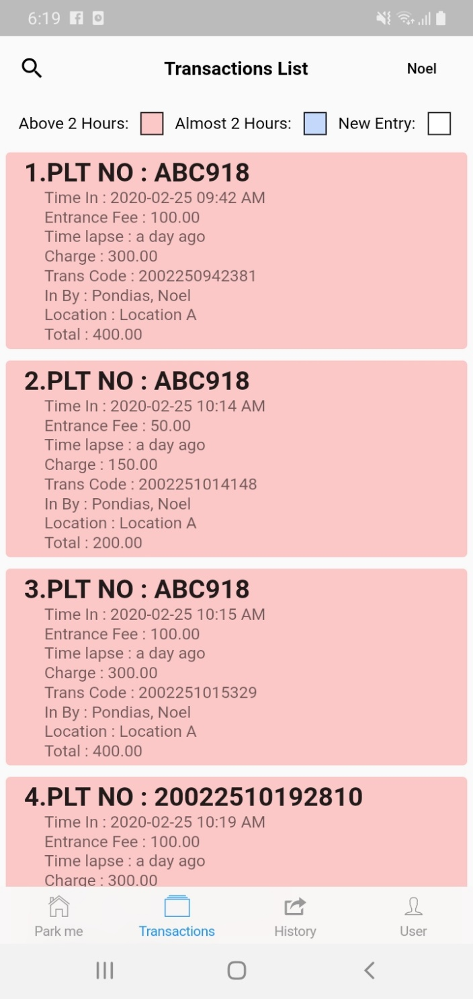 6:19
Transactions List
Noel
Above 2 Hours:
Almost 2 Hours:
New Entry:
1.PLT NO : ABC918
Time In : 2020-02-25 09:42 AM
Entrance Fee : 100.00
Time lapse : a day ago
Charge : 300.00
Trans Code : 2002250942381
In By : Pondias, Noel
Location : Location A
Total : 400.00
2.PLT NO : ABC918
Time In : 2020-02-25 10:14 AM
Entrance Fee : 50.00
Time lapse : a day ago
Charge : 150.00
Trans Code : 2002251014148
In By : Pondias, Noel
Location : Location A
Total : 200.00
3.PLT NO : ABC918
Time In : 2020-02-25 10:15 AM
Entrance Fee : 100.00
Time lapse : a day ago
Charge : 300.00
Trans Code : 2002251015329
In By : Pondias, Noel
Location : Location A
Total : 400.00
4.PLT NO : 20022510192810
Time In : 2020-02-25 10:19 AM
Entrance Fee : 100.00
Time lapse : a day ago
Charge : 300.00
Park me
Transactions
History
User